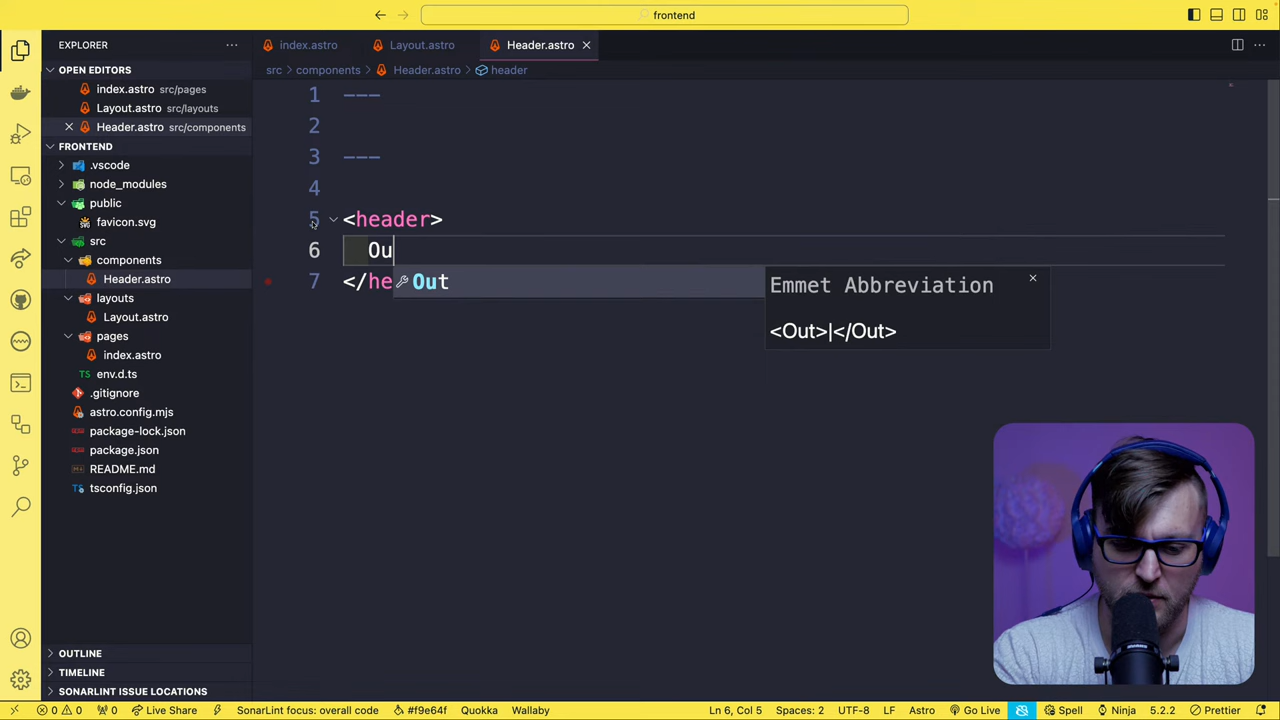 frontend
EXPLORER
OPEN EDITORS
index.astro src/pages
Layout.astro src/layouts
Header.astro src/components
FRONTEND
.vscode
node_modules
public
favicon.svg
src
components
Header.astro
layouts
Layout.astro
pages
index.astro
TS env.d.ts
.gitignore
astro.config.mjs
package-lock.json
package.json
README.md
tsconfig.json
OUTLINE
TIMELINE
SONARLINT ISSUE LOCATIONS
index.astro Layout.astro Header.astro
src > components > Header.astro > header
1 ---
2
3 ---
4
5 <header>
6 Ou
7 </he
Out
Emmet Abbreviation
<Out>|</Out>
0 0 0 Live Share SonarLint focus: overall code #f9e64f Quokka Wallaby Ln 6, Col 5 Spaces: 2 UTF-8 LF Astro Go Live Spell Ninja 5.2.2 Prettier